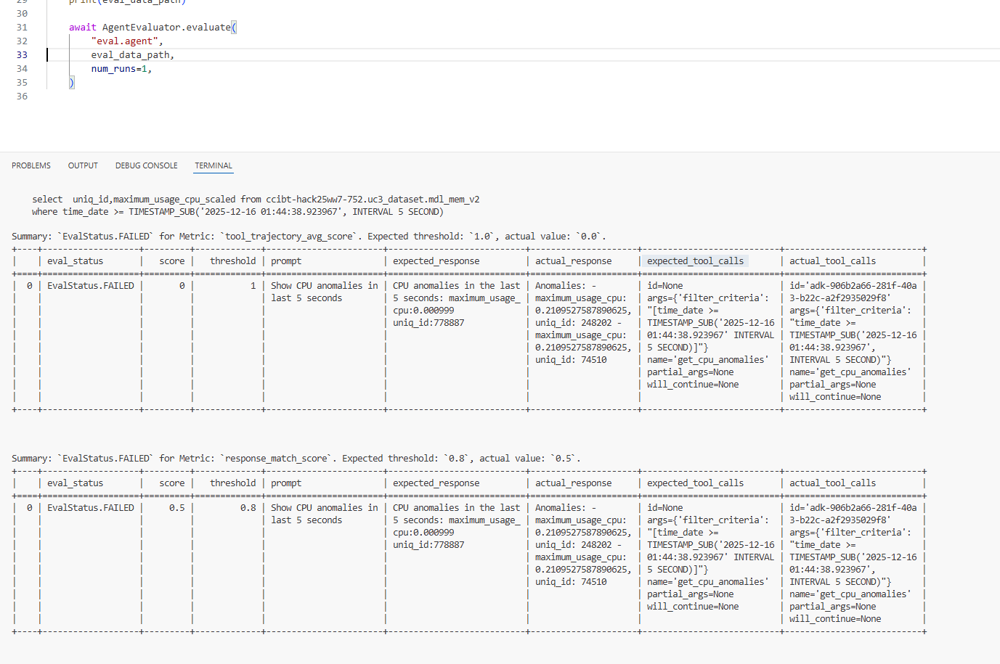 29 print(eval_data_path)
30
31 await AgentEvaluator.evaluate(
32 "eval.agent",
33 eval_data_path,
34 num_runs=1,
35 )
36
PROBLEMS OUTPUT DEBUG CONSOLE TERMINAL
select  uniq_id,maximum_usage_cpu_scaled from ccibt-hack25ww7-752.uc3_dataset.mdl_mem_v2
where time_date >= TIMESTAMP_SUB('2025-12-16 01:44:38.923967', INTERVAL 5 SECOND)
Summary: `EvalStatus.FAILED` for Metric: `tool_trajectory_avg_score`. Expected threshold: `1.0`, actual value: `0.0`.
+----+-------------------+---------+-------------+------------------------+---------------------------+---------------------+---------------------------+---------------------------+
|    | eval_status       |   score |   threshold | prompt                 | expected_response         | actual_response     | expected_tool_calls       | actual_tool_calls         |
+====+===================+=========+=============+========================+===========================+=====================+===========================+===========================+
|  0 | EvalStatus.FAILED |       0 |           1 | Show CPU anomalies in  | CPU anomalies in the last | Anomalies: -        | id=None                   | id='adk-906b2a66-281f-40a |
|    |                   |         |             | last 5 seconds         | 5 seconds: maximum_usage_ | maximum_usage_cpu:  | args={'filter_criteria':  | 3-b22c-a2f2935029f8'      |
|    |                   |         |             |                        | cpu:0.000999              | 0.2109527587890625, | "[time_date >=            | args={'filter_criteria':  |
|    |                   |         |             |                        | uniq_id:778887            | uniq_id: 248202 -   | TIMESTAMP_SUB('2025-12-16 | "time_date >=             |
|    |                   |         |             |                        |                           | maximum_usage_cpu:  | 01:44:38.923967' INTERVAL | TIMESTAMP_SUB('2025-12-16 |
|    |                   |         |             |                        |                           | 0.2109527587890625, | 5 SECOND)]"}              | 01:44:38.923967',         |
|    |                   |         |             |                        |                           | uniq_id: 74510      | name='get_cpu_anomalies'  | INTERVAL 5 SECOND)"}      |
|    |                   |         |             |                        |                           |                     | partial_args=None         | name='get_cpu_anomalies'  |
|    |                   |         |             |                        |                           |                     | will_continue=None        | partial_args=None         |
|    |                   |         |             |                        |                           |                     |                           | will_continue=None        |
+----+-------------------+---------+-------------+------------------------+---------------------------+---------------------+---------------------------+---------------------------+
Summary: `EvalStatus.FAILED` for Metric: `response_match_score`. Expected threshold: `0.8`, actual value: `0.5`.
+----+-------------------+---------+-------------+------------------------+---------------------------+---------------------+---------------------------+---------------------------+
|    | eval_status       |   score |   threshold | prompt                 | expected_response         | actual_response     | expected_tool_calls       | actual_tool_calls         |
+====+===================+=========+=============+========================+===========================+=====================+===========================+===========================+
|  0 | EvalStatus.FAILED |     0.5 |         0.8 | Show CPU anomalies in  | CPU anomalies in the last | Anomalies: -        | id=None                   | id='adk-906b2a66-281f-40a |
|    |                   |         |             | last 5 seconds         | 5 seconds: maximum_usage_ | maximum_usage_cpu:  | args={'filter_criteria':  | 3-b22c-a2f2935029f8'      |
|    |                   |         |             |                        | cpu:0.000999              | 0.2109527587890625, | "[time_date >=            | args={'filter_criteria':  |
|    |                   |         |             |                        | uniq_id:778887            | uniq_id: 248202 -   | TIMESTAMP_SUB('2025-12-16 | "time_date >=             |
|    |                   |         |             |                        |                           | maximum_usage_cpu:  | 01:44:38.923967' INTERVAL | TIMESTAMP_SUB('2025-12-16 |
|    |                   |         |             |                        |                           | 0.2109527587890625, | 5 SECOND)]"}              | 01:44:38.923967',         |
|    |                   |         |             |                        |                           | uniq_id: 74510      | name='get_cpu_anomalies'  | INTERVAL 5 SECOND)"}      |
|    |                   |         |             |                        |                           |                     | partial_args=None         | name='get_cpu_anomalies'  |
|    |                   |         |             |                        |                           |                     | will_continue=None        | partial_args=None         |
|    |                   |         |             |                        |                           |                     |                           | will_continue=None        |
+----+-------------------+---------+-------------+------------------------+---------------------------+---------------------+---------------------------+---------------------------+